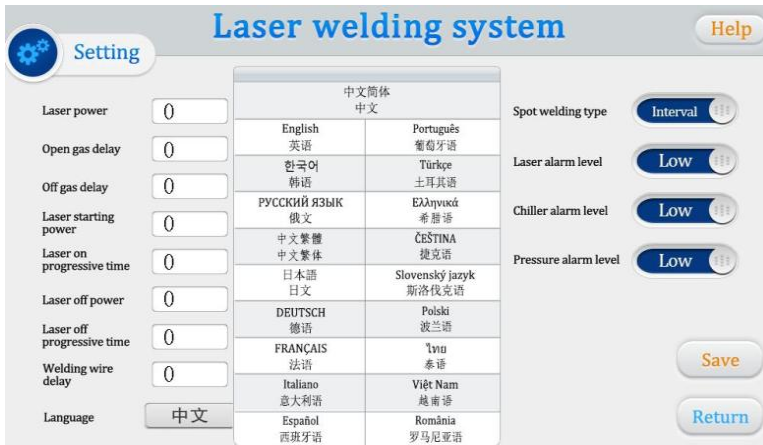 Laser welding system
Help
Setting
Laser power
0
Open gas delay
0
Off gas delay
0
Laser starting
power
0
Laser on
progressive time
0
Laser off power
0
Laser off
progressive time
0
Welding wire
delay
0
Language
中文
中文简体
中文
English
英语
Português
葡萄牙语
한국어
韩语
Türkçe
土耳其语
РУССКИЙ ЯЗЫК
俄文
Ελληνικά
希腊语
中文繁體
中文繁体
ČEŠTINA
捷克语
日本語
日文
Slovenský jazyk
斯洛伐克语
DEUTSCH
德语
Polski
波兰语
FRANÇAIS
法语
ไทย
泰语
Italiano
意大利语
Việt Nam
越南语
Español
西班牙语
România
罗马尼亚语
Spot welding type
Interval
Laser alarm level
Low
Chiller alarm level
Low
Pressure alarm level
Low
Save
Return